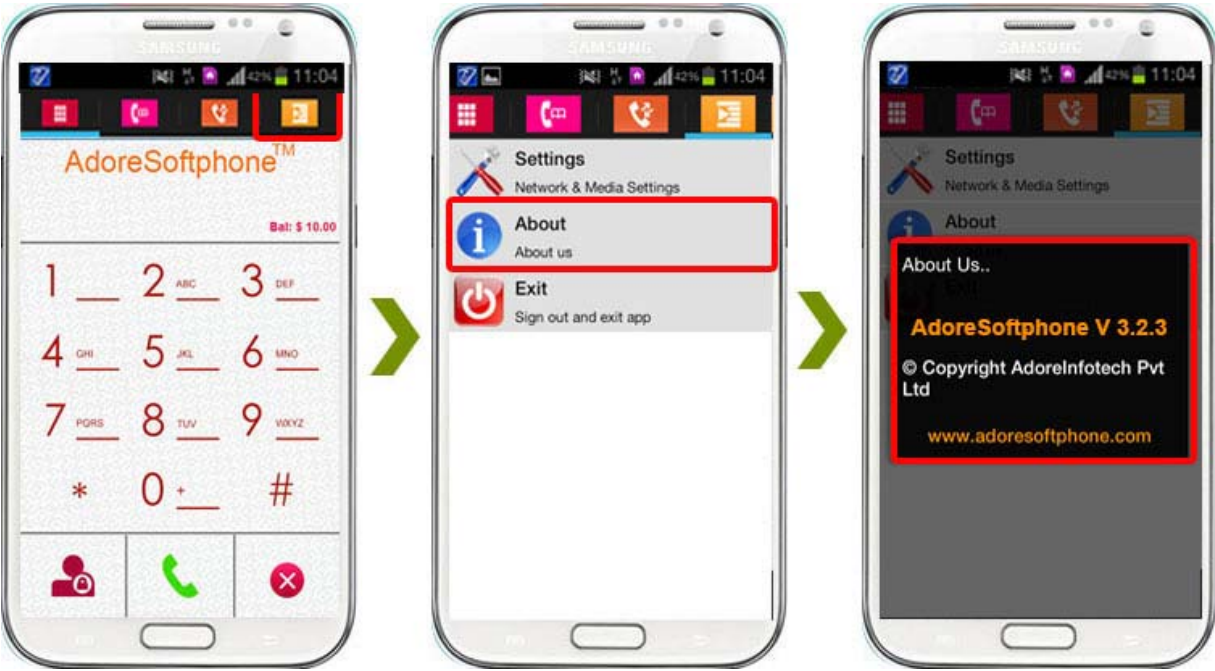 SAMSUNG
42% 11:04
AdoreSoftphone™
Bal: $ 10.00
1 2 ABC 3 DEF
4 GHI 5 JKL 6 MNO
7 PQRS 8 TUV 9 WXYZ
* 0 + #
SAMSUNG
42% 11:04
Settings
Network & Media Settings
About
About us
Exit
Sign out and exit app
SAMSUNG
42% 11:04
Settings
Network & Media Settings
About
About Us..
Exit
AdoreSoftphone V 3.2.3
© Copyright AdoreInfotech Pvt
Ltd
www.adoresoftphone.com